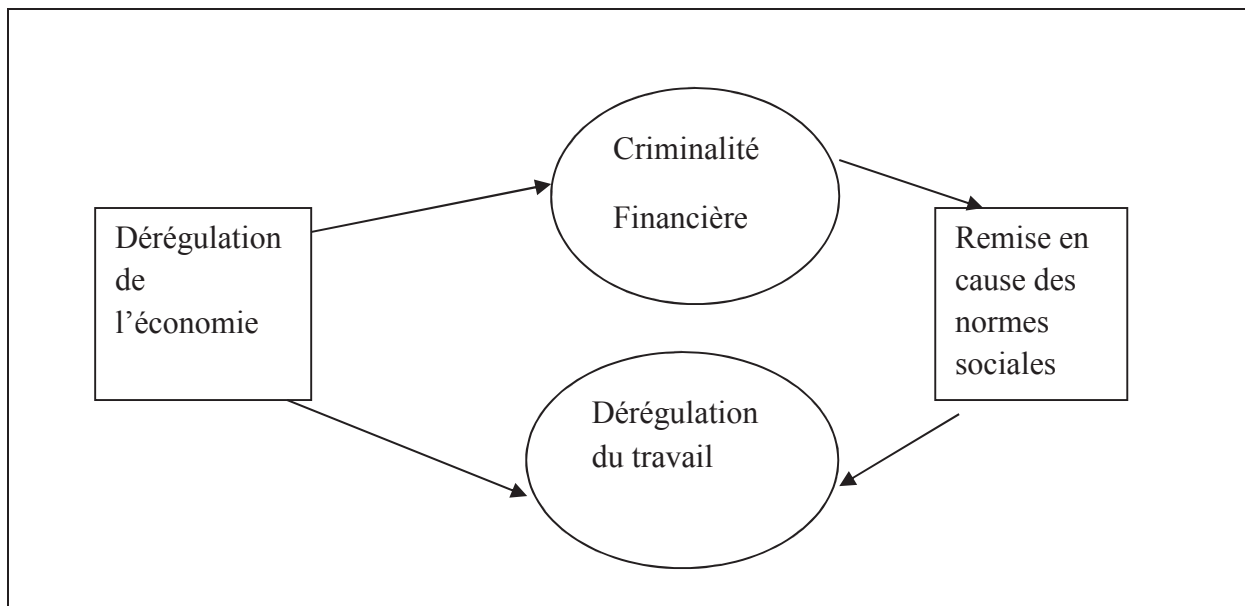 Criminalité
Financière
Dérégulation
de
l’économie
Remise en
cause des
normes
sociales
Dérégulation
du travail